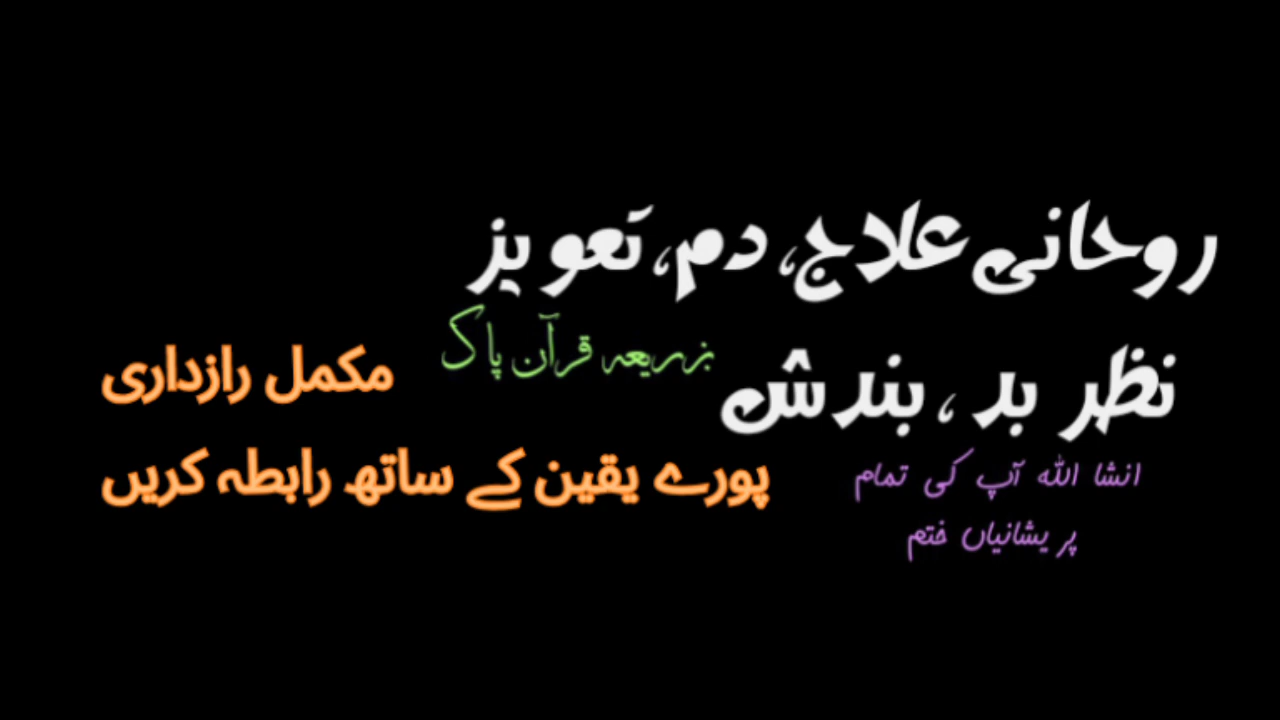 روحانی علاج، دم، تعویز
بزریعہ قرآن پاک
نظر بد ، بندش
مکمل رازداری
پورے یقین کے ساتھ رابطہ کریں
انشا اللہ آپ کی تمام
پریشانیاں ختم